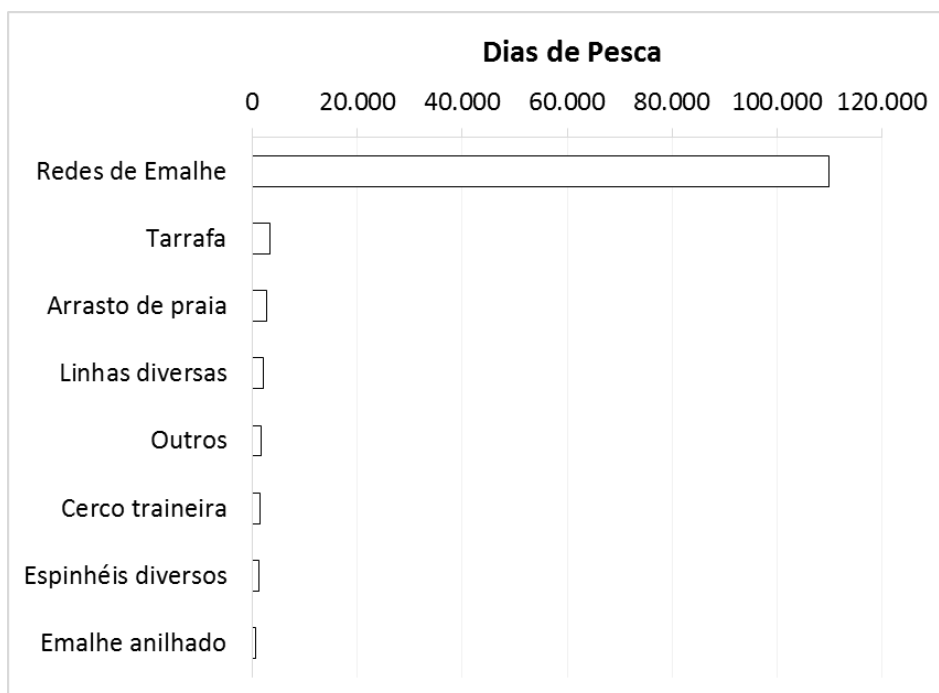 Dias de Pesca
0 20.000 40.000 60.000 80.000 100.000 120.000
Redes de Emalhe
Tarrafa
Arrasto de praia
Linhas diversas
Outros
Cerco traineira
Espinhéis diversos
Emalhe anilhado